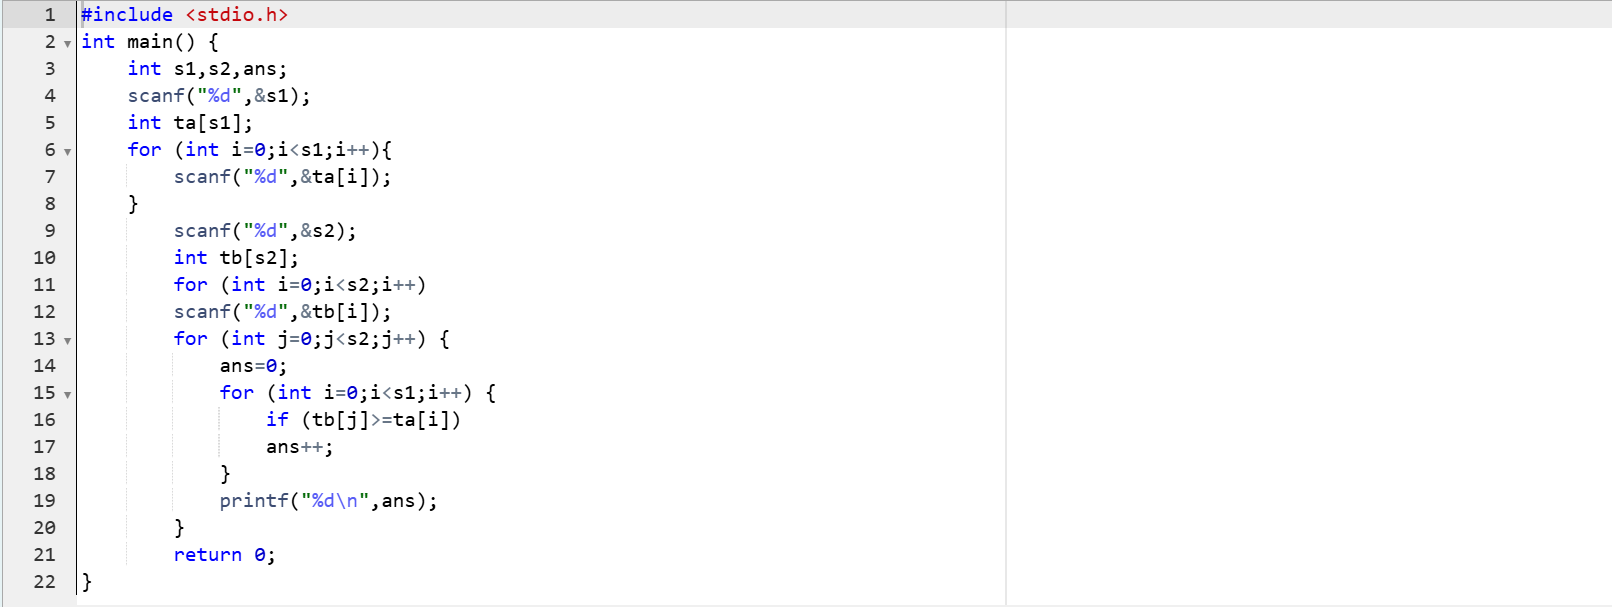 1 #include <stdio.h>
2 int main() {
3     int s1,s2,ans;
4     scanf("%d",&s1);
5     int ta[s1];
6     for (int i=0;i<s1;i++){
7         scanf("%d",&ta[i]);
8     }
9         scanf("%d",&s2);
10         int tb[s2];
11         for (int i=0;i<s2;i++)
12         scanf("%d",&tb[i]);
13         for (int j=0;j<s2;j++) {
14             ans=0;
15             for (int i=0;i<s1;i++) {
16                 if (tb[j]>=ta[i])
17                 ans++;
18             }
19             printf("%d\n",ans);
20         }
21         return 0;
22 }